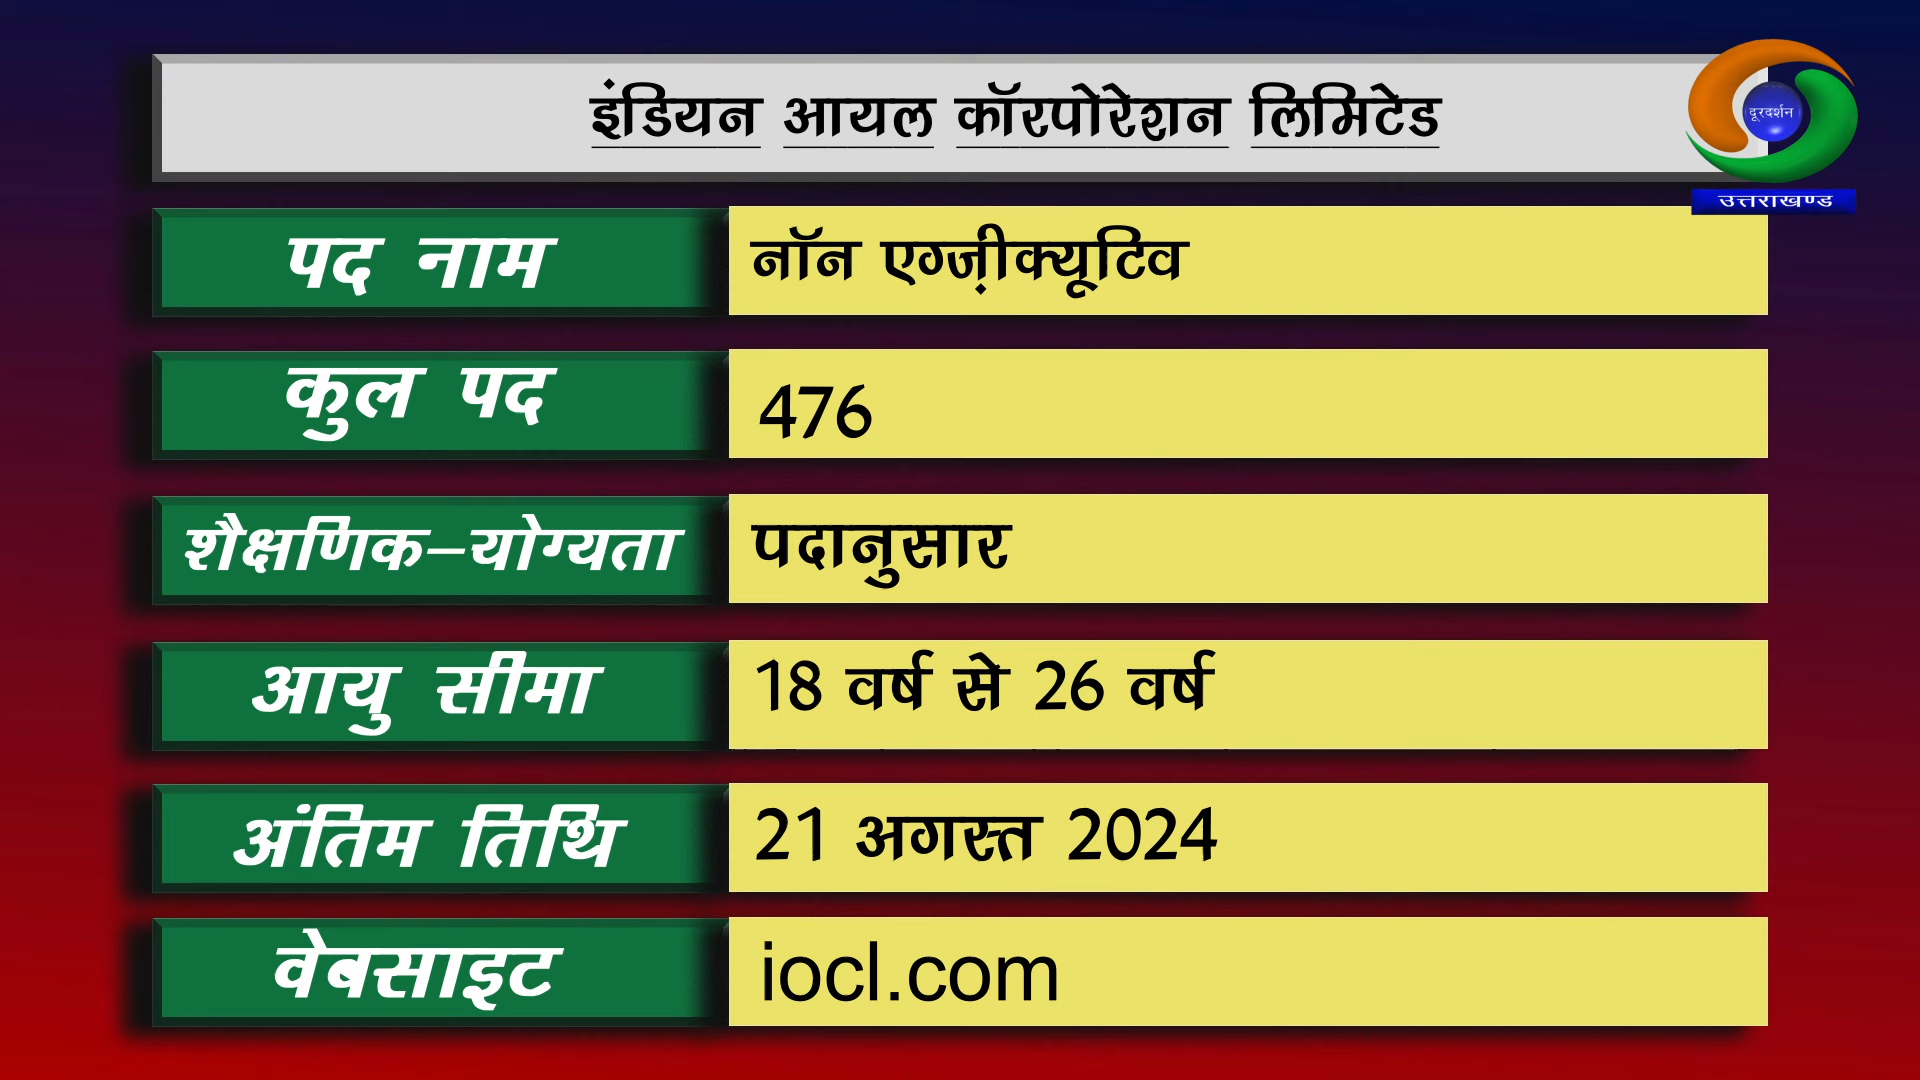 इंडियन आयल कॉरपोरेशन लिमिटेड
दूरदर्शन
उत्तराखण्ड
पद नाम
नॉन एग्ज़ीक्यूटिव
कुल पद
476
शैक्षणिक-योग्यता
पदानुसार
आयु सीमा
18 वर्ष से 26 वर्ष
अंतिम तिथि
21 अगस्त 2024
वेबसाइट
iocl.com